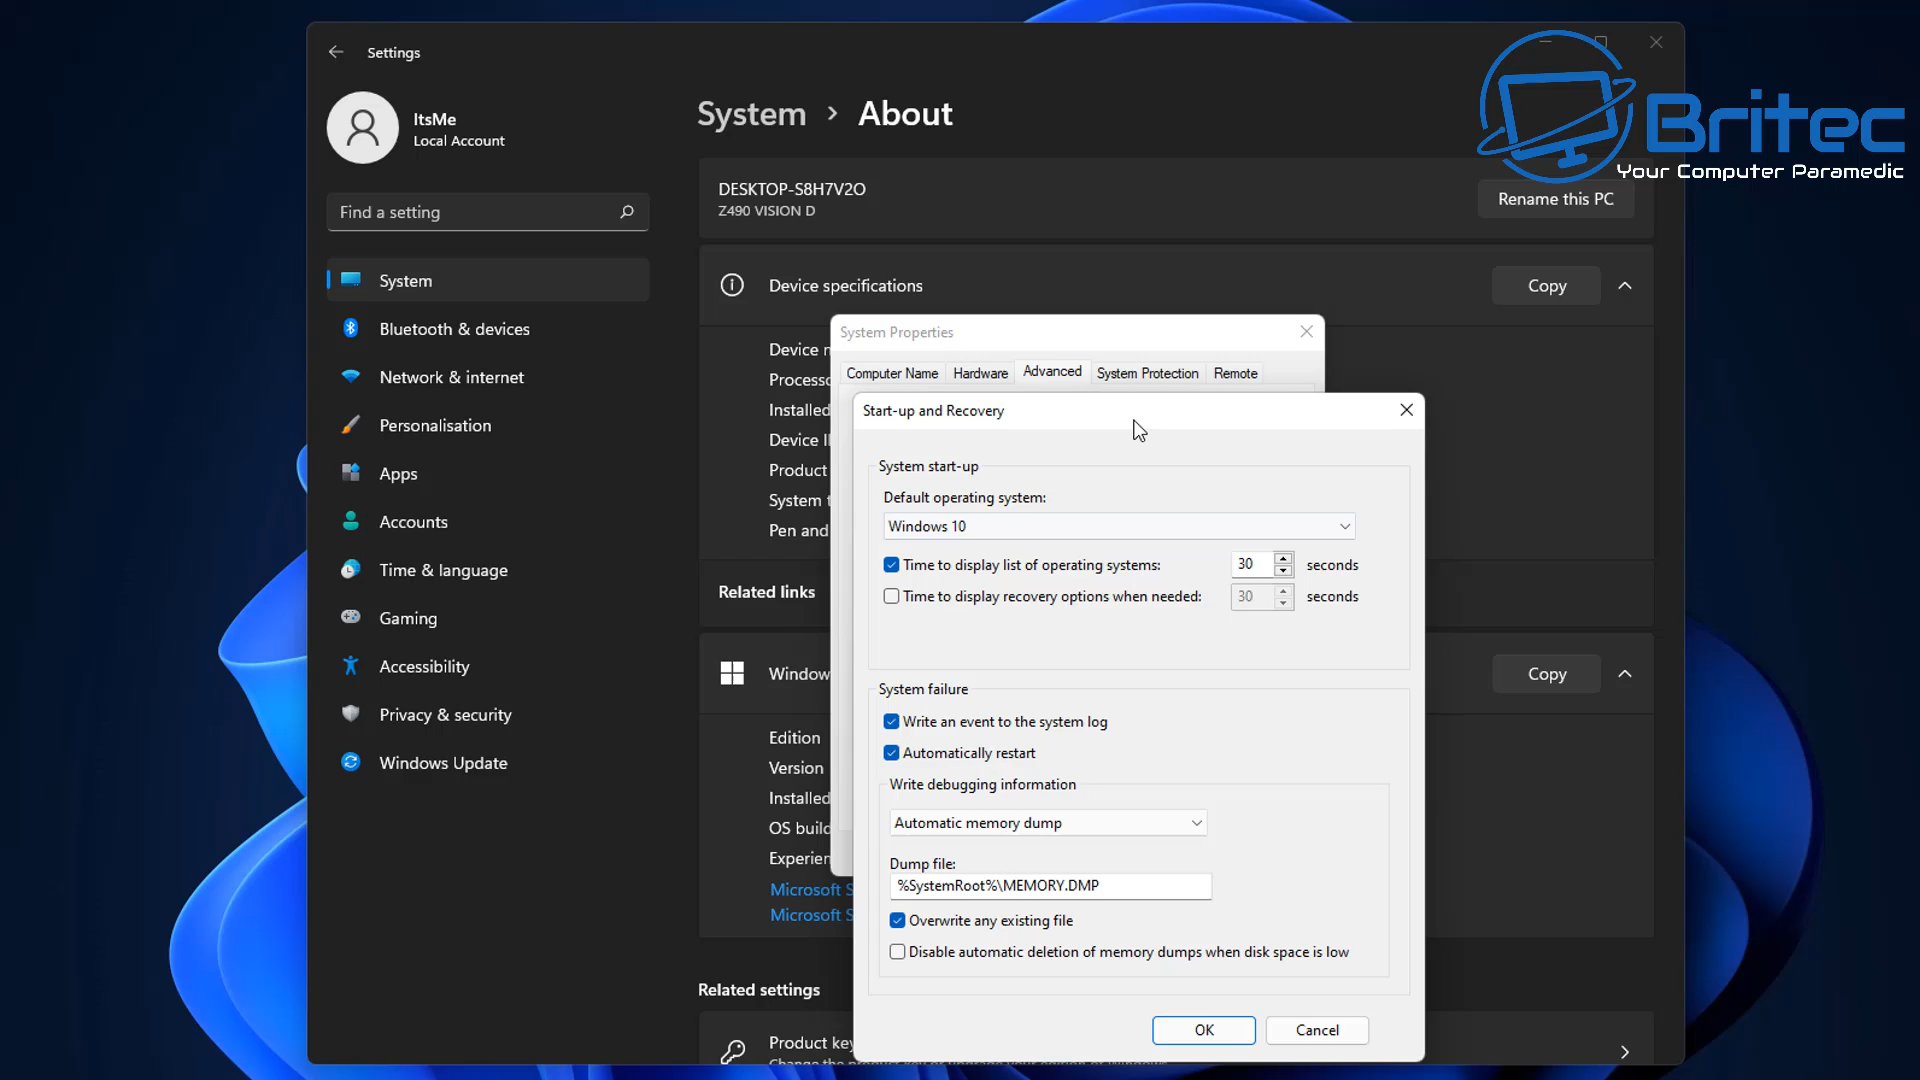 Settings
ItsMe
Local Account
Find a setting
System
Bluetooth & devices
Network & internet
Personalisation
Apps
Accounts
Time & language
Gaming
Accessibility
Privacy & security
Windows Update
System > About
Britec
Your Computer Paramedic
DESKTOP-S8H7V2O
Z490 VISION D
Rename this PC
Device specifications
Copy
Device
Installed
Device
Product
System
Pen and
Related links
Copy
Edition
Version
Installed
OS
Microsoft
Microsoft
Related settings
Product
System Properties
Computer Name
Hardware
Advanced
System Protection
Remote
Start-up and Recovery
System start-up
Default operating system:
Windows 10
Time to display list of operating systems: 30 seconds
Time to display recovery options when needed: 30 seconds
System failure
Write an event to the system log
Automatically restart
Write debugging information
Automatic memory dump
Dump file:
%SystemRoot%\MEMORY.DMP
Overwrite any existing file
Disable automatic deletion of memory dumps when disk space is low
OK
Cancel